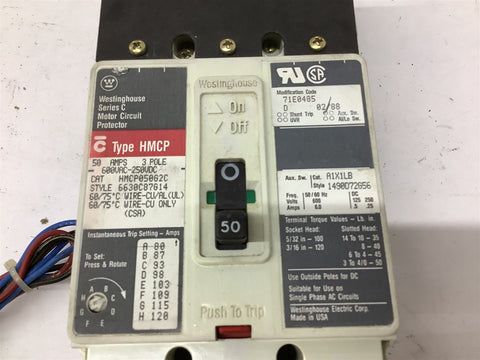 Westinghouse
Series C
Motor Circuit
Protector
C Type HMCP
50 AMPS 3 POLE
600VAC-250VDC
CAT HMCP050G2C
STYLE 6630C87G14
60/75°C WIRE-CU/AL(UL)
60/75°C WIRE-CU ONLY
(CSA)
Instantaneous Trip Setting - Amps
To Set:
Press & Rotate
A 80
B 87
C 93
D 98
E 103
F 109
G 115
H 120
A
B
C
D
E
F
G
H
Westinghouse
On
Off
O
50
Push To Trip
Modification Code
71E0485
D 02/88
Shunt Trip
Aux. Sw.
UVR
Auto Sw.
Aux. Sw. Cat. A1X1LB
Style 1490D72G56
Freq. 50/60 Hz DC
Volts 600 125 250
Amps 6.0 .5 .25
Terminal Torque Values - Lb. in.
Socket Head: Slotted Head:
5/32 in - 100 14 To 10 - 35
3/16 in - 120 8 - 40
6 To 4 - 45
3 To 4/0 - 50
Use Outside Poles for DC
Suitable for Use on
Single Phase AC Circuits
Westinghouse Electric Corp.
Made in USA